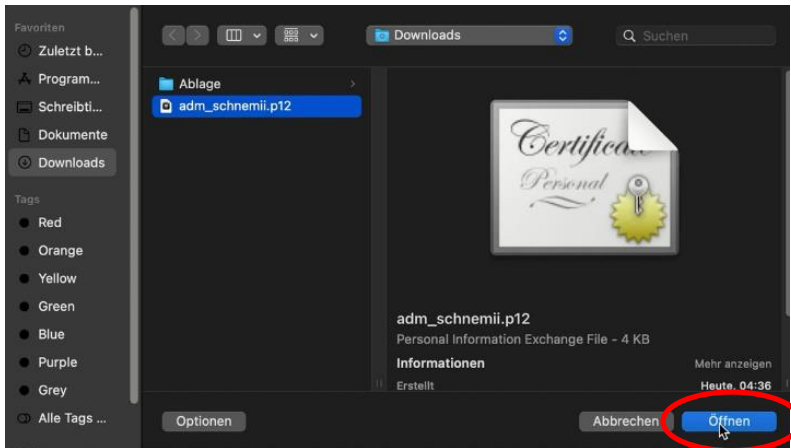 Favoriten
Zuletzt b...
Program...
Schreibti...
Dokumente
Downloads
Tags
Red
Orange
Yellow
Green
Blue
Purple
Grey
Alle Tags ...
Downloads
Suchen
Ablage
adm_schnemii.p12
Certificate
Personal
adm_schnemii.p12
Personal Information Exchange File - 4 KB
Informationen
Mehr anzeigen
Erstellt
Heute, 04:36
Optionen
Abbrechen
Öffnen